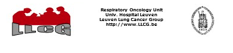 LLCG
Respiratory Oncology Unit
Univ. Hospital Leuven
Leuven Lung Cancer Group
http://www.LLCG.be